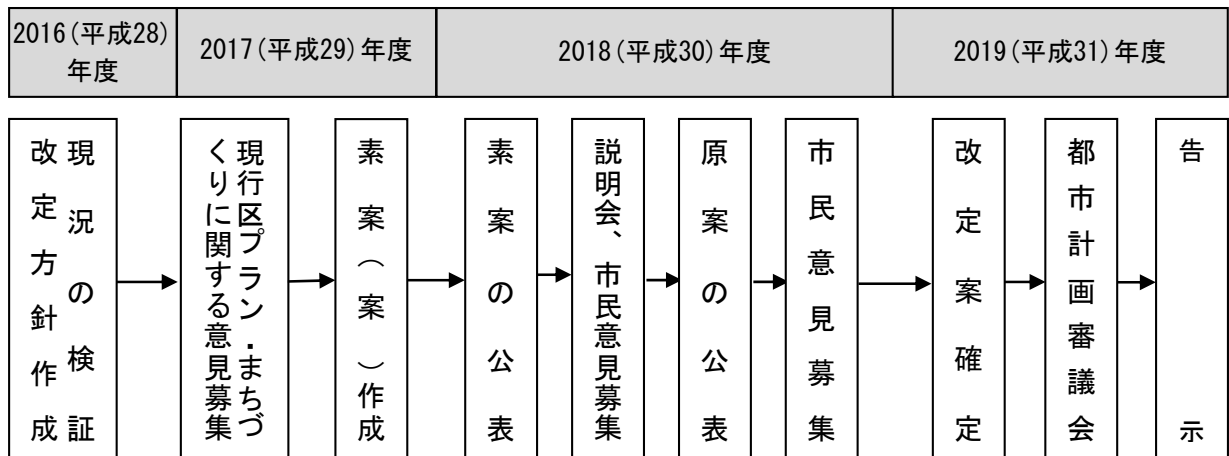 2016(平成28)
年度
2017(平成29)年度
2018(平成30)年度
2019(平成31)年度
現況の検証
改定方針作成
現行区プラン・まちづ
くりに関する意見募集
素案(案)作成
素案の公表
説明会、市民意見募集
原案の公表
市民意見募集
改定案確定
都市計画審議会
告示